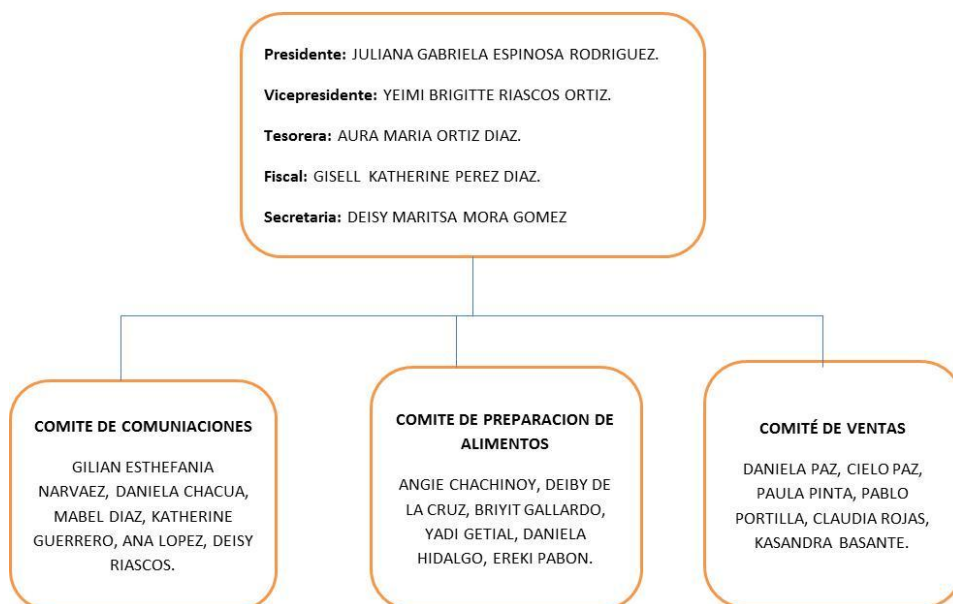 Presidente: JULIANA GABRIELA ESPINOSA RODRIGUEZ.
Vicepresidente: YEIMI BRIGITTE RIASCOS ORTIZ.
Tesorera: AURA MARIA ORTIZ DIAZ.
Fiscal: GISELL KATHERINE PEREZ DIAZ.
Secretaria: DEISY MARITSA MORA GOMEZ
COMITE DE COMUNIACIONES
GILIAN ESTHEFANIA
NARVAEZ, DANIELA CHACUA,
MABEL DIAZ, KATHERINE
GUERRERO, ANA LOPEZ, DEISY
RIASCOS.
COMITE DE PREPARACION DE
ALIMENTOS
ANGIE CHACHINOY, DEIBY DE
LA CRUZ, BRIYIT GALLARDO,
YADI GETIAL, DANIELA
HIDALGO, EREKI PABON.
COMITÉ DE VENTAS
DANIELA PAZ, CIELO PAZ,
PAULA PINTA, PABLO
PORTILLA, CLAUDIA ROJAS,
KASANDRA BASANTE.